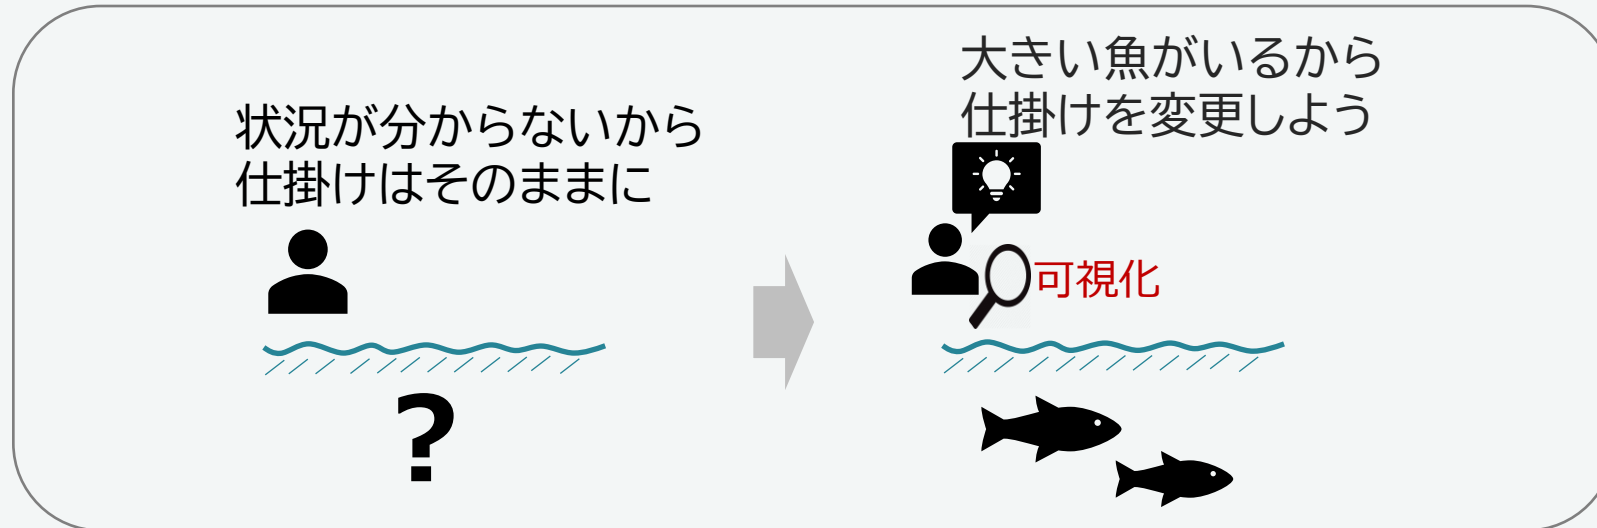 状況が分からないから
仕掛けはそのままに
?
大きい魚がいるから
仕掛けを変更しよう
可視化